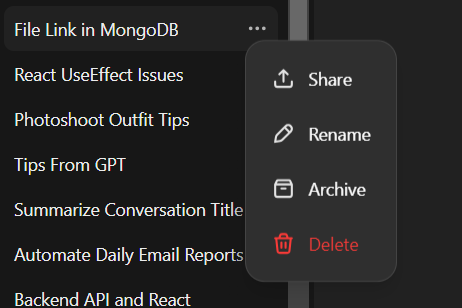 File Link in MongoDB
React UseEffect Issues
Photoshoot Outfit Tips
Tips From GPT
Summarize Conversation Title
Automate Daily Email Reports
Backend API and React
Share
Rename
Archive
Delete